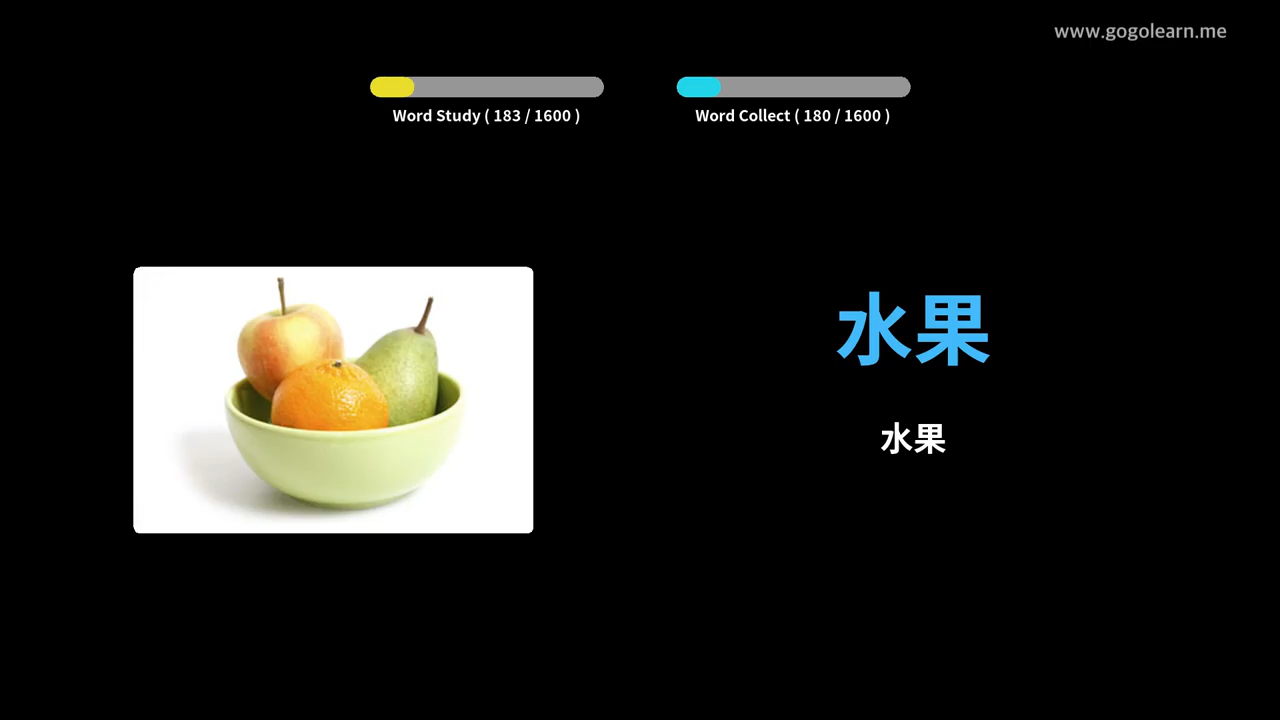 www.gogolearn.me
Word Study ( 183 / 1600 )
Word Collect ( 180 / 1600 )
水果
水果